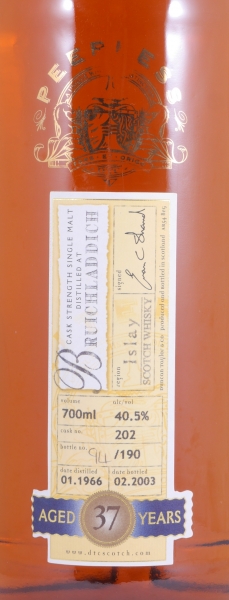 PEERLESS
CASK STRENGTH SINGLE MALT
DISTILLED AT
BRUICHLADDICH
signed
region
islay
SCOTCH WHISKY
volume
alc/vol
700ml
40.5%
cask no.
202
bottle no.
94 /190
date distilled
date bottled
01.1966
02.2003
AGED 37 YEARS
www.dtcscotch.com